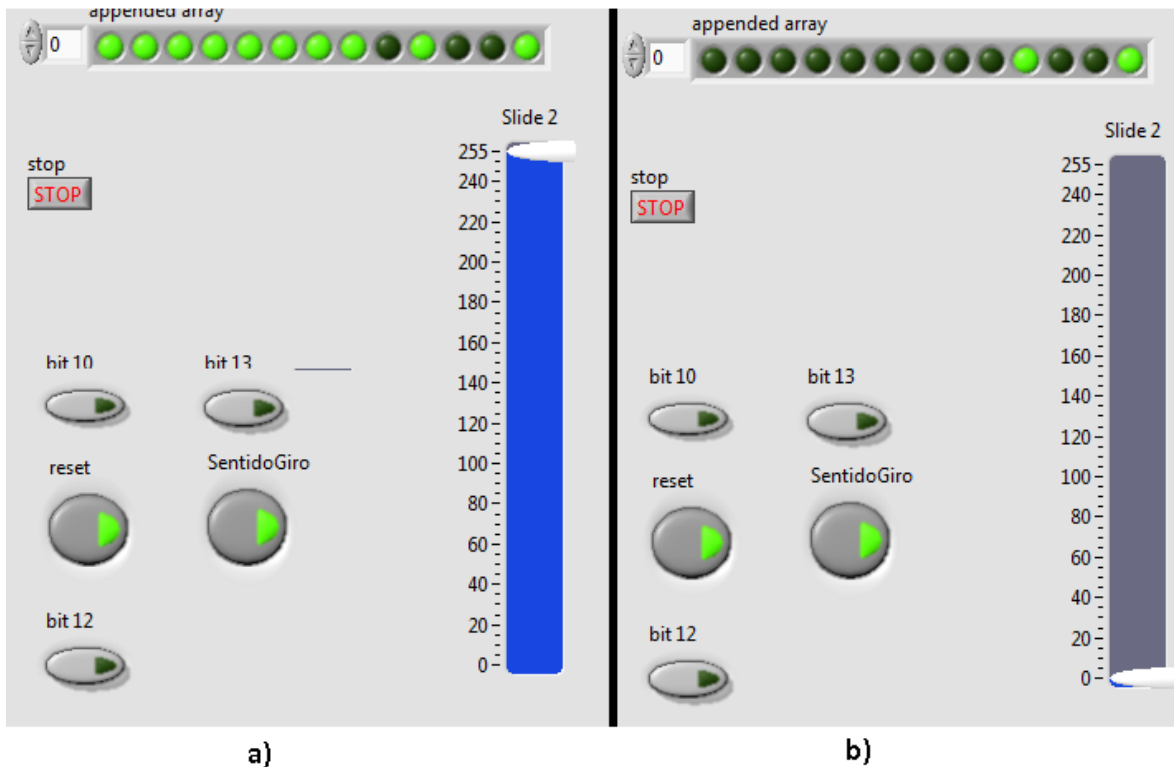 appended array
0
Slide 2
stop
STOP
255
240
220
200
180
160
140
120
100
80
60
40
20
0
bit 10
bit 13
reset
SentidoGiro
bit 12
a)
appended array
0
Slide 2
stop
STOP
255
240
220
200
180
160
140
120
100
80
60
40
20
0
bit 10
bit 13
reset
SentidoGiro
bit 12
b)